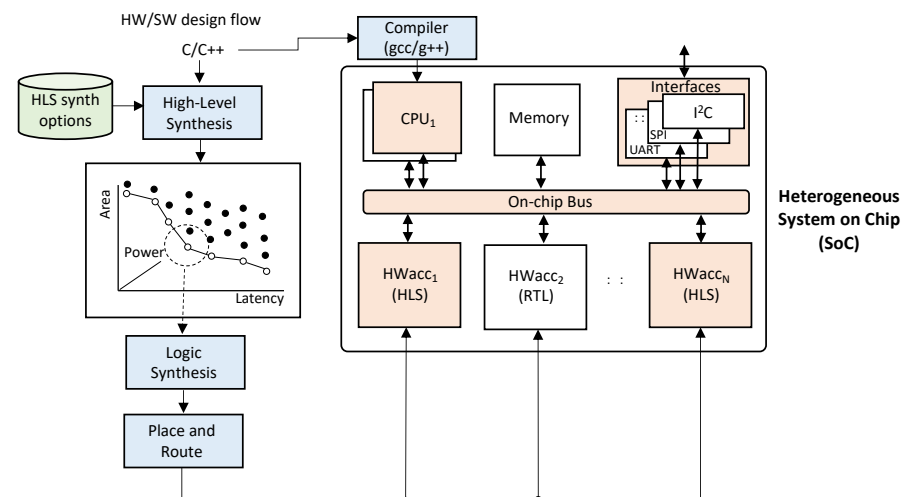 HW/SW design flow
C/C++
Compiler
(gcc/g++)
HLS synth
options
High-Level
Synthesis
Area
Power
Latency
Logic
Synthesis
Place and
Route
CPU₁
Memory
Interfaces
I²C
: :
SPI
UART
On-chip Bus
HWacc₁
(HLS)
HWacc₂
(RTL)
: :
HWaccN
(HLS)
Heterogeneous
System on Chip
(SoC)